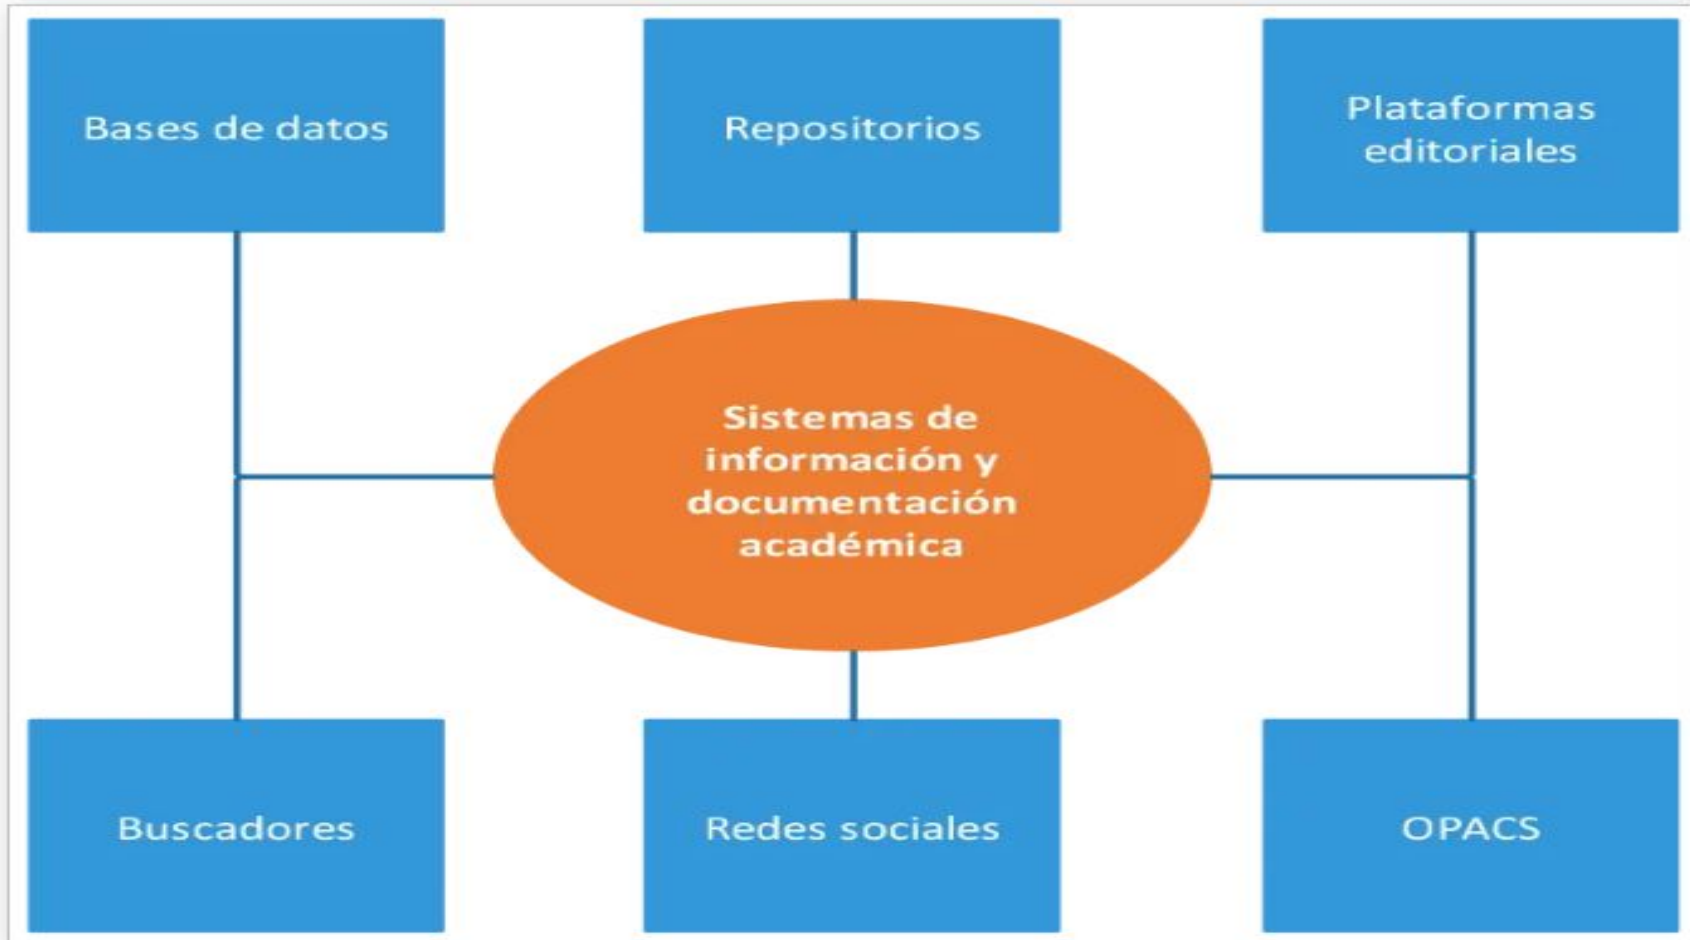 Bases de datos
Repositorios
Plataformas
editoriales
Sistemas de
información y
documentación
académica
Buscadores
Redes sociales
OPACS